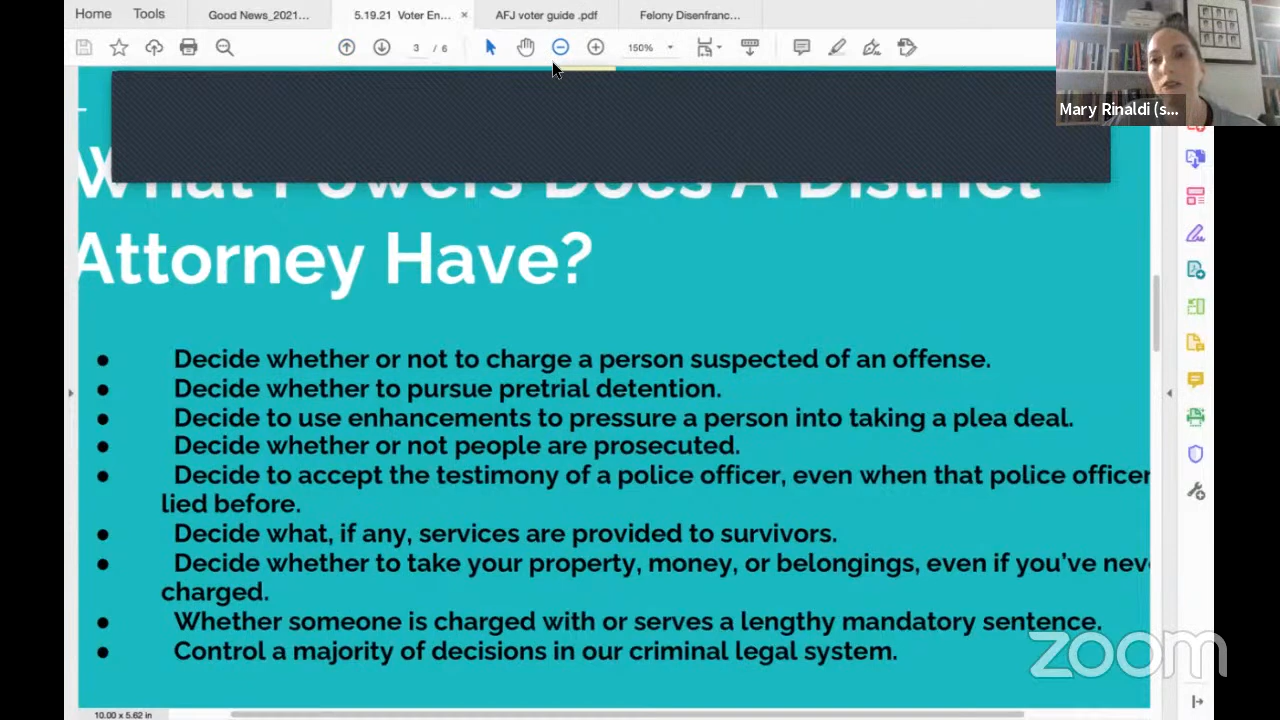 Home Tools Good News_2021... 5.19.21 Voter En... × AFJ voter guide .pdf Felony Disenfranc...
3 / 6 150%
Mary Rinaldi (s...
What Powers Does A District
Attorney Have?
● Decide whether or not to charge a person suspected of an offense.
● Decide whether to pursue pretrial detention.
● Decide to use enhancements to pressure a person into taking a plea deal.
● Decide whether or not people are prosecuted.
● Decide to accept the testimony of a police officer, even when that police officer
lied before.
● Decide what, if any, services are provided to survivors.
● Decide whether to take your property, money, or belongings, even if you've nev
charged.
● Whether someone is charged with or serves a lengthy mandatory sentence.
● Control a majority of decisions in our criminal legal system.
zoom
10.00 x 5.62 in